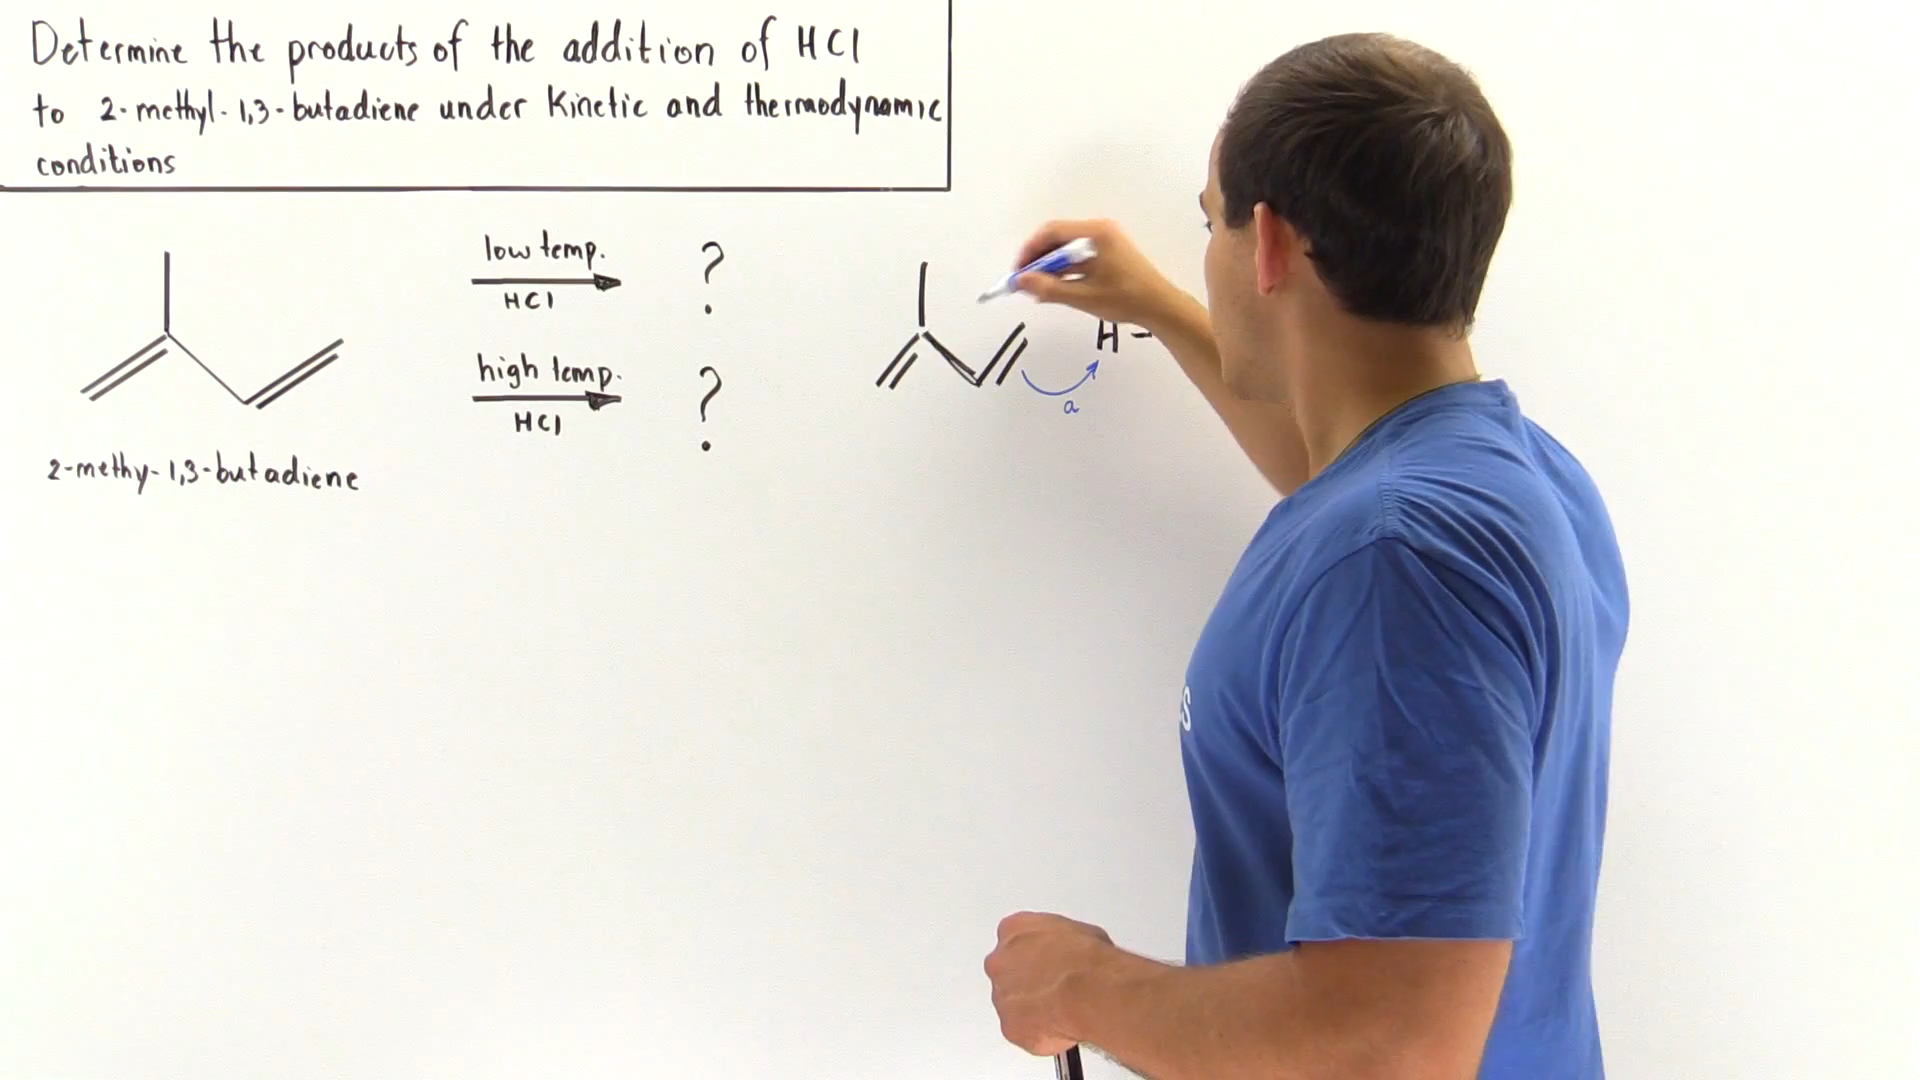 Determine the products of the addition of HCl
to 2-methyl-1,3-butadiene under kinetic and thermodynamic
conditions
low temp.
HCl
?
high temp.
HCl
?
H -
a
2-methy-1,3-butadiene
S